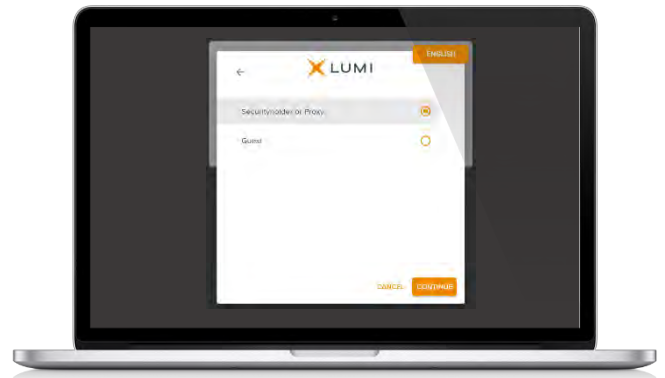 ENGLISH
LUMI
Securityholder or Proxy
Guest
CANCEL
CONTINUE